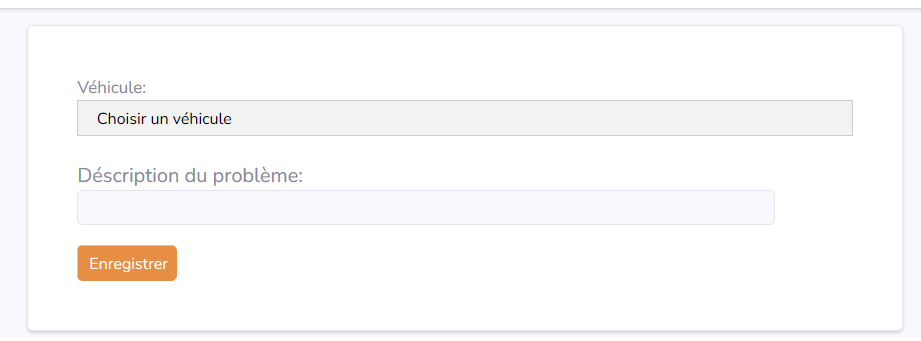 Véhicule:
Choisir un véhicule
Déscription du problème:
Enregistrer